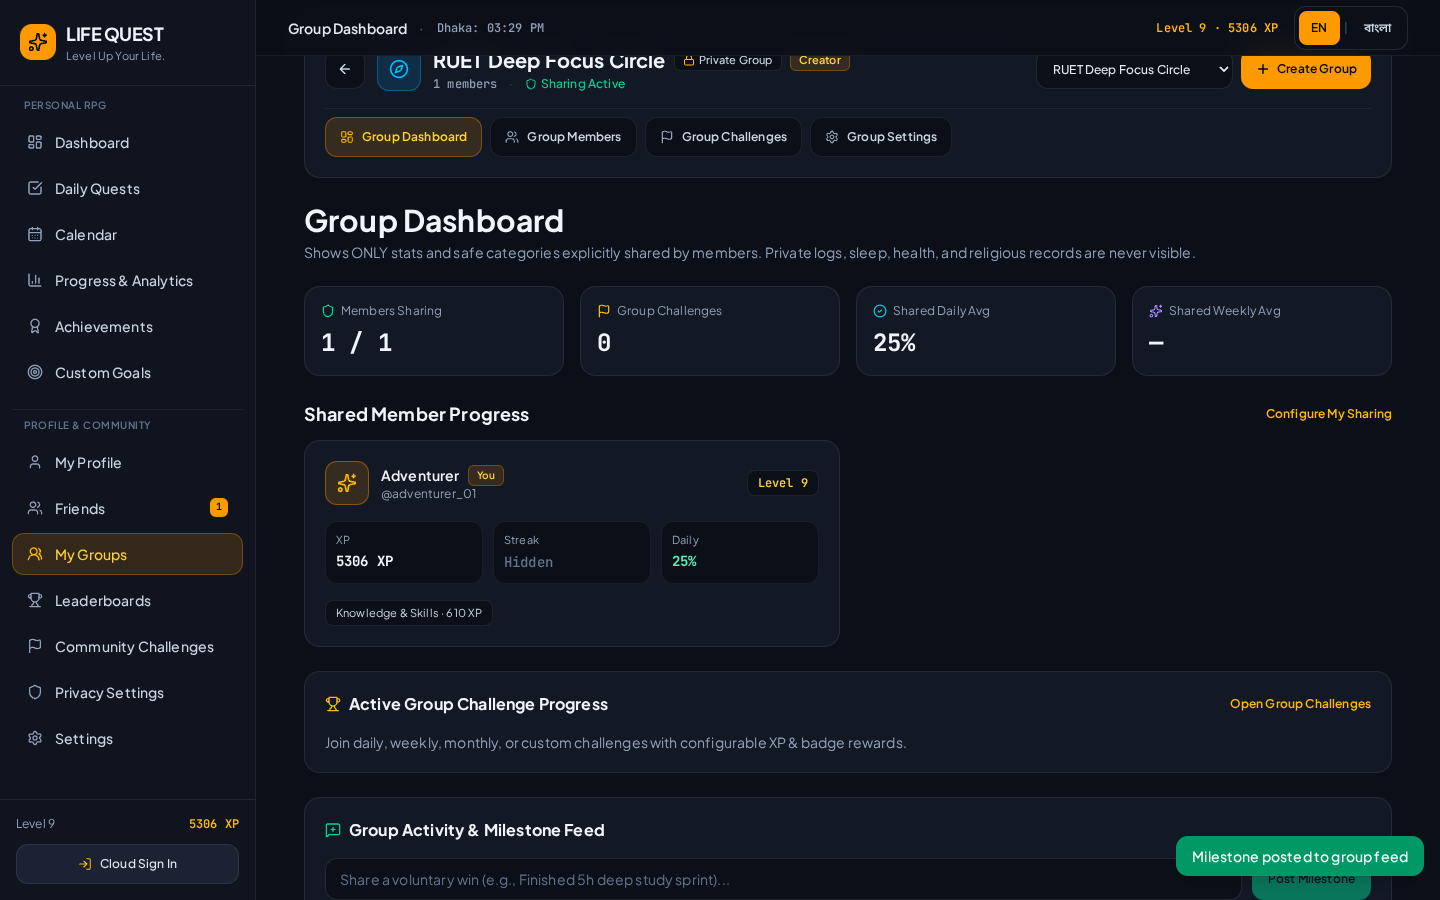 LIFE QUEST
Level Up Your Life.
PERSONAL RPG
Dashboard
Daily Quests
Calendar
Progress & Analytics
Achievements
Custom Goals
PROFILE & COMMUNITY
My Profile
Friends 1
My Groups
Leaderboards
Community Challenges
Privacy Settings
Settings
Level 9 5306 XP
Cloud Sign In
Group Dashboard · Dhaka: 03:29 PM
Level 9 · 5306 XP EN | বাংলা
RUET Deep Focus Circle Private Group Creator
1 members · Sharing Active
RUET Deep Focus Circle
Create Group
Group Dashboard Group Members Group Challenges Group Settings
Group Dashboard
Shows ONLY stats and safe categories explicitly shared by members. Private logs, sleep, health, and religious records are never visible.
Members Sharing
1 / 1
Group Challenges
0
Shared Daily Avg
25%
Shared Weekly Avg
—
Shared Member Progress
Configure My Sharing
Adventurer You
@adventurer_01
Level 9
XP
5306 XP
Streak
Hidden
Daily
25%
Knowledge & Skills · 610 XP
Active Group Challenge Progress
Open Group Challenges
Join daily, weekly, monthly, or custom challenges with configurable XP & badge rewards.
Group Activity & Milestone Feed
Share a voluntary win (e.g., Finished 5h deep study sprint)...
Post Milestone
Milestone posted to group feed